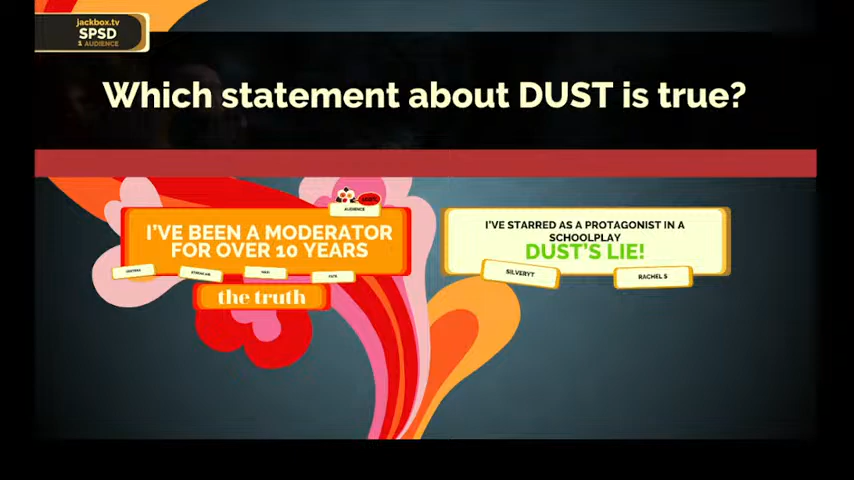 jackbox.tv
SPSD
1 AUDIENCE
Which statement about DUST is true?
AUDIENCE
I'VE BEEN A MODERATOR
FOR OVER 10 YEARS
the truth
I'VE STARRED AS A PROTAGONIST IN A
SCHOOLPLAY
DUST'S LIE!
SILVERYT
RACHEL S